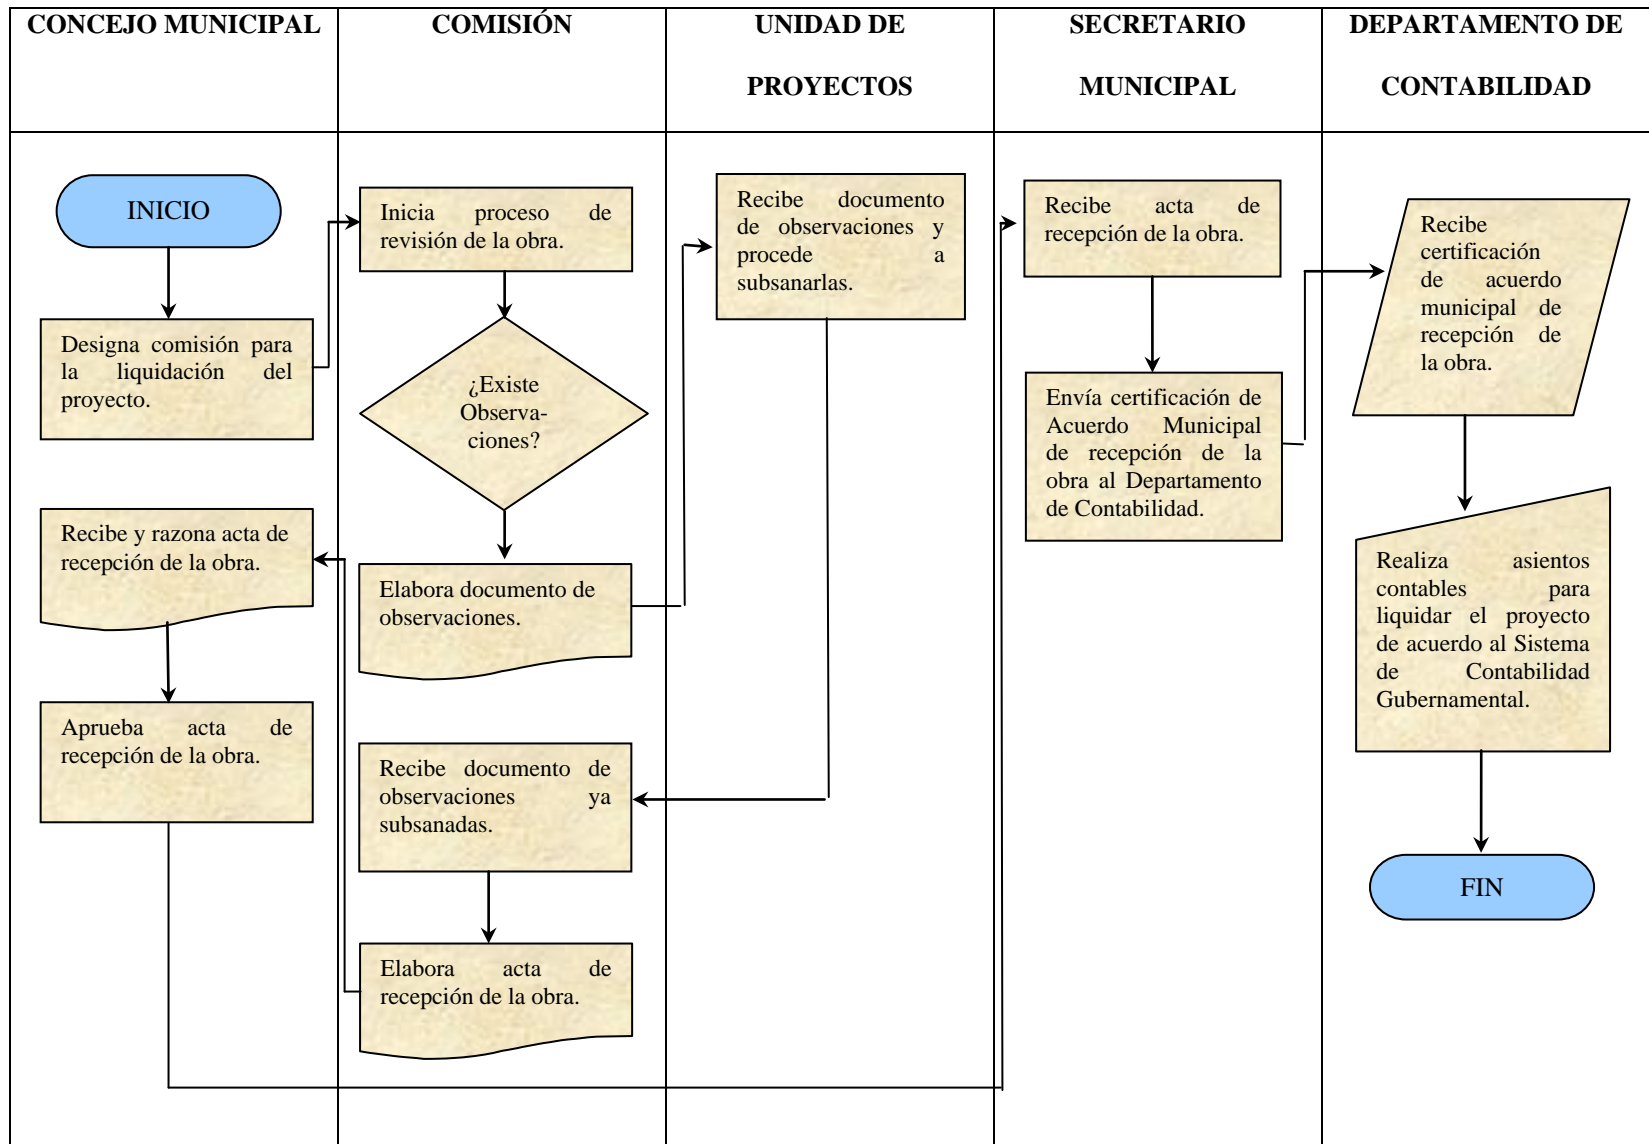 CONCEJO MUNICIPAL
COMISIÓN
UNIDAD DE
PROYECTOS
SECRETARIO
MUNICIPAL
DEPARTAMENTO DE
CONTABILIDAD
INICIO
Designa comisión para
la liquidación del
proyecto.
Recibe y razona acta de
recepción de la obra.
Aprueba acta de
recepción de la obra.
Inicia proceso de
revisión de la obra.
¿Existe
Observa-
ciones?
Elabora documento de
observaciones.
Recibe documento de
observaciones ya
subsanadas.
Elabora acta de
recepción de la obra.
Recibe documento
de observaciones y
procede a
subsanarlas.
Recibe acta de
recepción de la obra.
Envía certificación de
Acuerdo Municipal
de recepción de la
obra al Departamento
de Contabilidad.
Recibe
certificación
de acuerdo
municipal de
recepción de
la obra.
Realiza asientos
contables para
liquidar el proyecto
de acuerdo al Sistema
de Contabilidad
Gubernamental.
FIN